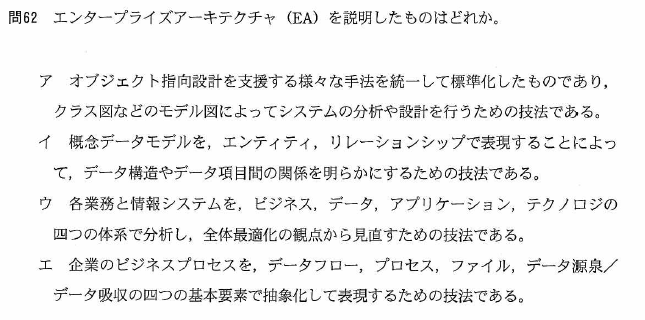 問62 エンタープライズアーキテクチャ（EA）を説明したものはどれか。
ア オブジェクト指向設計を支援する様々な手法を統一して標準化したものであり，
クラス図などのモデル図によってシステムの分析や設計を行うための技法である。
イ 概念データモデルを，エンティティ，リレーションシップで表現することによっ
て，データ構造やデータ項目間の関係を明らかにするための技法である。
ウ 各業務と情報システムを，ビジネス，データ，アプリケーション，テクノロジの
四つの体系で分析し，全体最適化の観点から見直すための技法である。
エ 企業のビジネスプロセスを，データフロー，プロセス，ファイル，データ源泉／
データ吸収の四つの基本要素で抽象化して表現するための技法である。